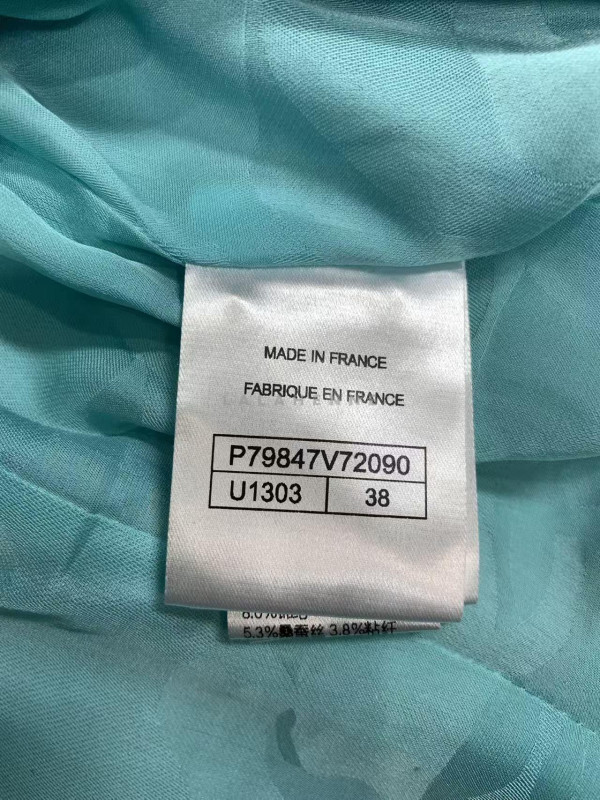 MADE IN FRANCE
FABRIQUE EN FRANCE
P79847V72090
U1303
38
5.3%桑蚕丝 3.8%粘纤